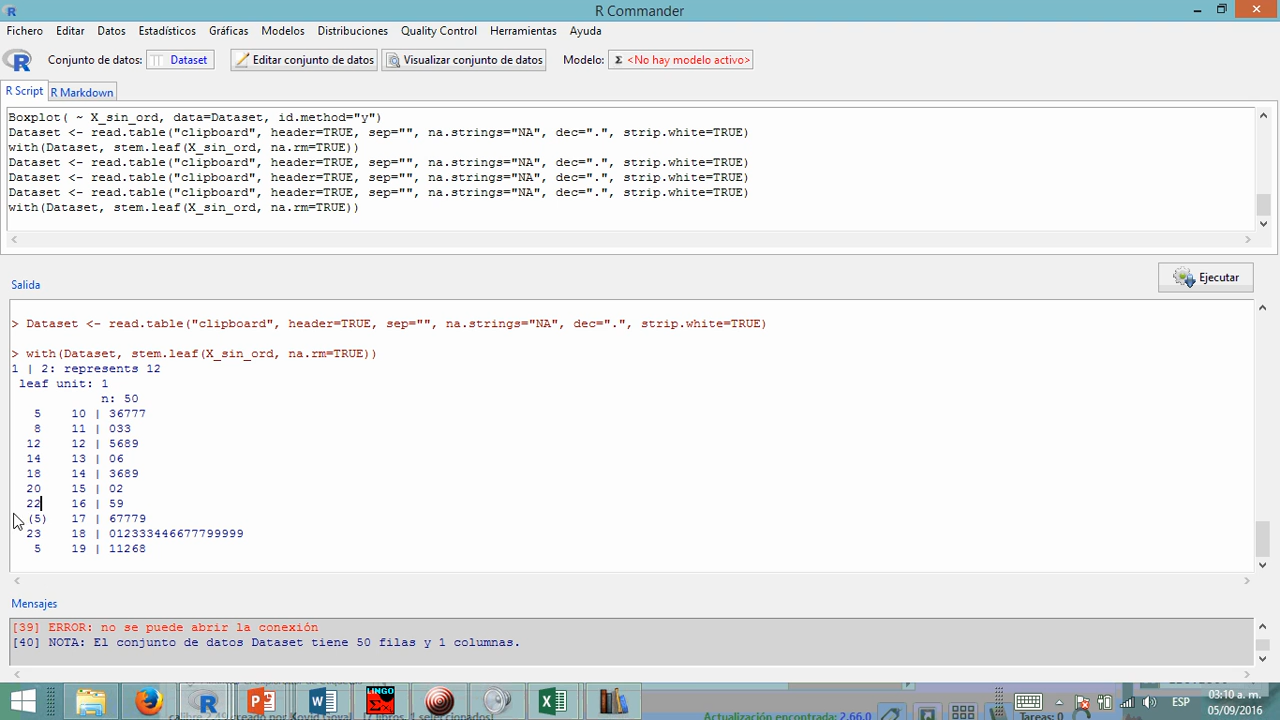 R Commander
Fichero Editar Datos Estadísticos Gráficas Modelos Distribuciones Quality Control Herramientas Ayuda
Conjunto de datos: Dataset Editar conjunto de datos Visualizar conjunto de datos Modelo: Σ <No hay modelo activo>
R Script R Markdown
Boxplot( ~ X_sin_ord, data=Dataset, id.method="y")
Dataset <- read.table("clipboard", header=TRUE, sep="", na.strings="NA", dec=".", strip.white=TRUE)
with(Dataset, stem.leaf(X_sin_ord, na.rm=TRUE))
Dataset <- read.table("clipboard", header=TRUE, sep="", na.strings="NA", dec=".", strip.white=TRUE)
Dataset <- read.table("clipboard", header=TRUE, sep="", na.strings="NA", dec=".", strip.white=TRUE)
Dataset <- read.table("clipboard", header=TRUE, sep="", na.strings="NA", dec=".", strip.white=TRUE)
with(Dataset, stem.leaf(X_sin_ord, na.rm=TRUE))
Salida
Ejecutar
> Dataset <- read.table("clipboard", header=TRUE, sep="", na.strings="NA", dec=".", strip.white=TRUE)
> with(Dataset, stem.leaf(X_sin_ord, na.rm=TRUE))
1 | 2: represents 12
leaf unit: 1
n: 50
5 10 | 36777
8 11 | 033
12 12 | 5689
14 13 | 06
18 14 | 3689
20 15 | 02
22 16 | 59
(5) 17 | 67779
23 18 | 012333446677799999
5 19 | 11268
Mensajes
[39] ERROR: no se puede abrir la conexión
[40] NOTA: El conjunto de datos Dataset tiene 50 filas y 1 columnas.
LINGO
ESP
03:10 a. m.
05/09/2016
Actualización encontrada: 2.66.0
Tareas: 0